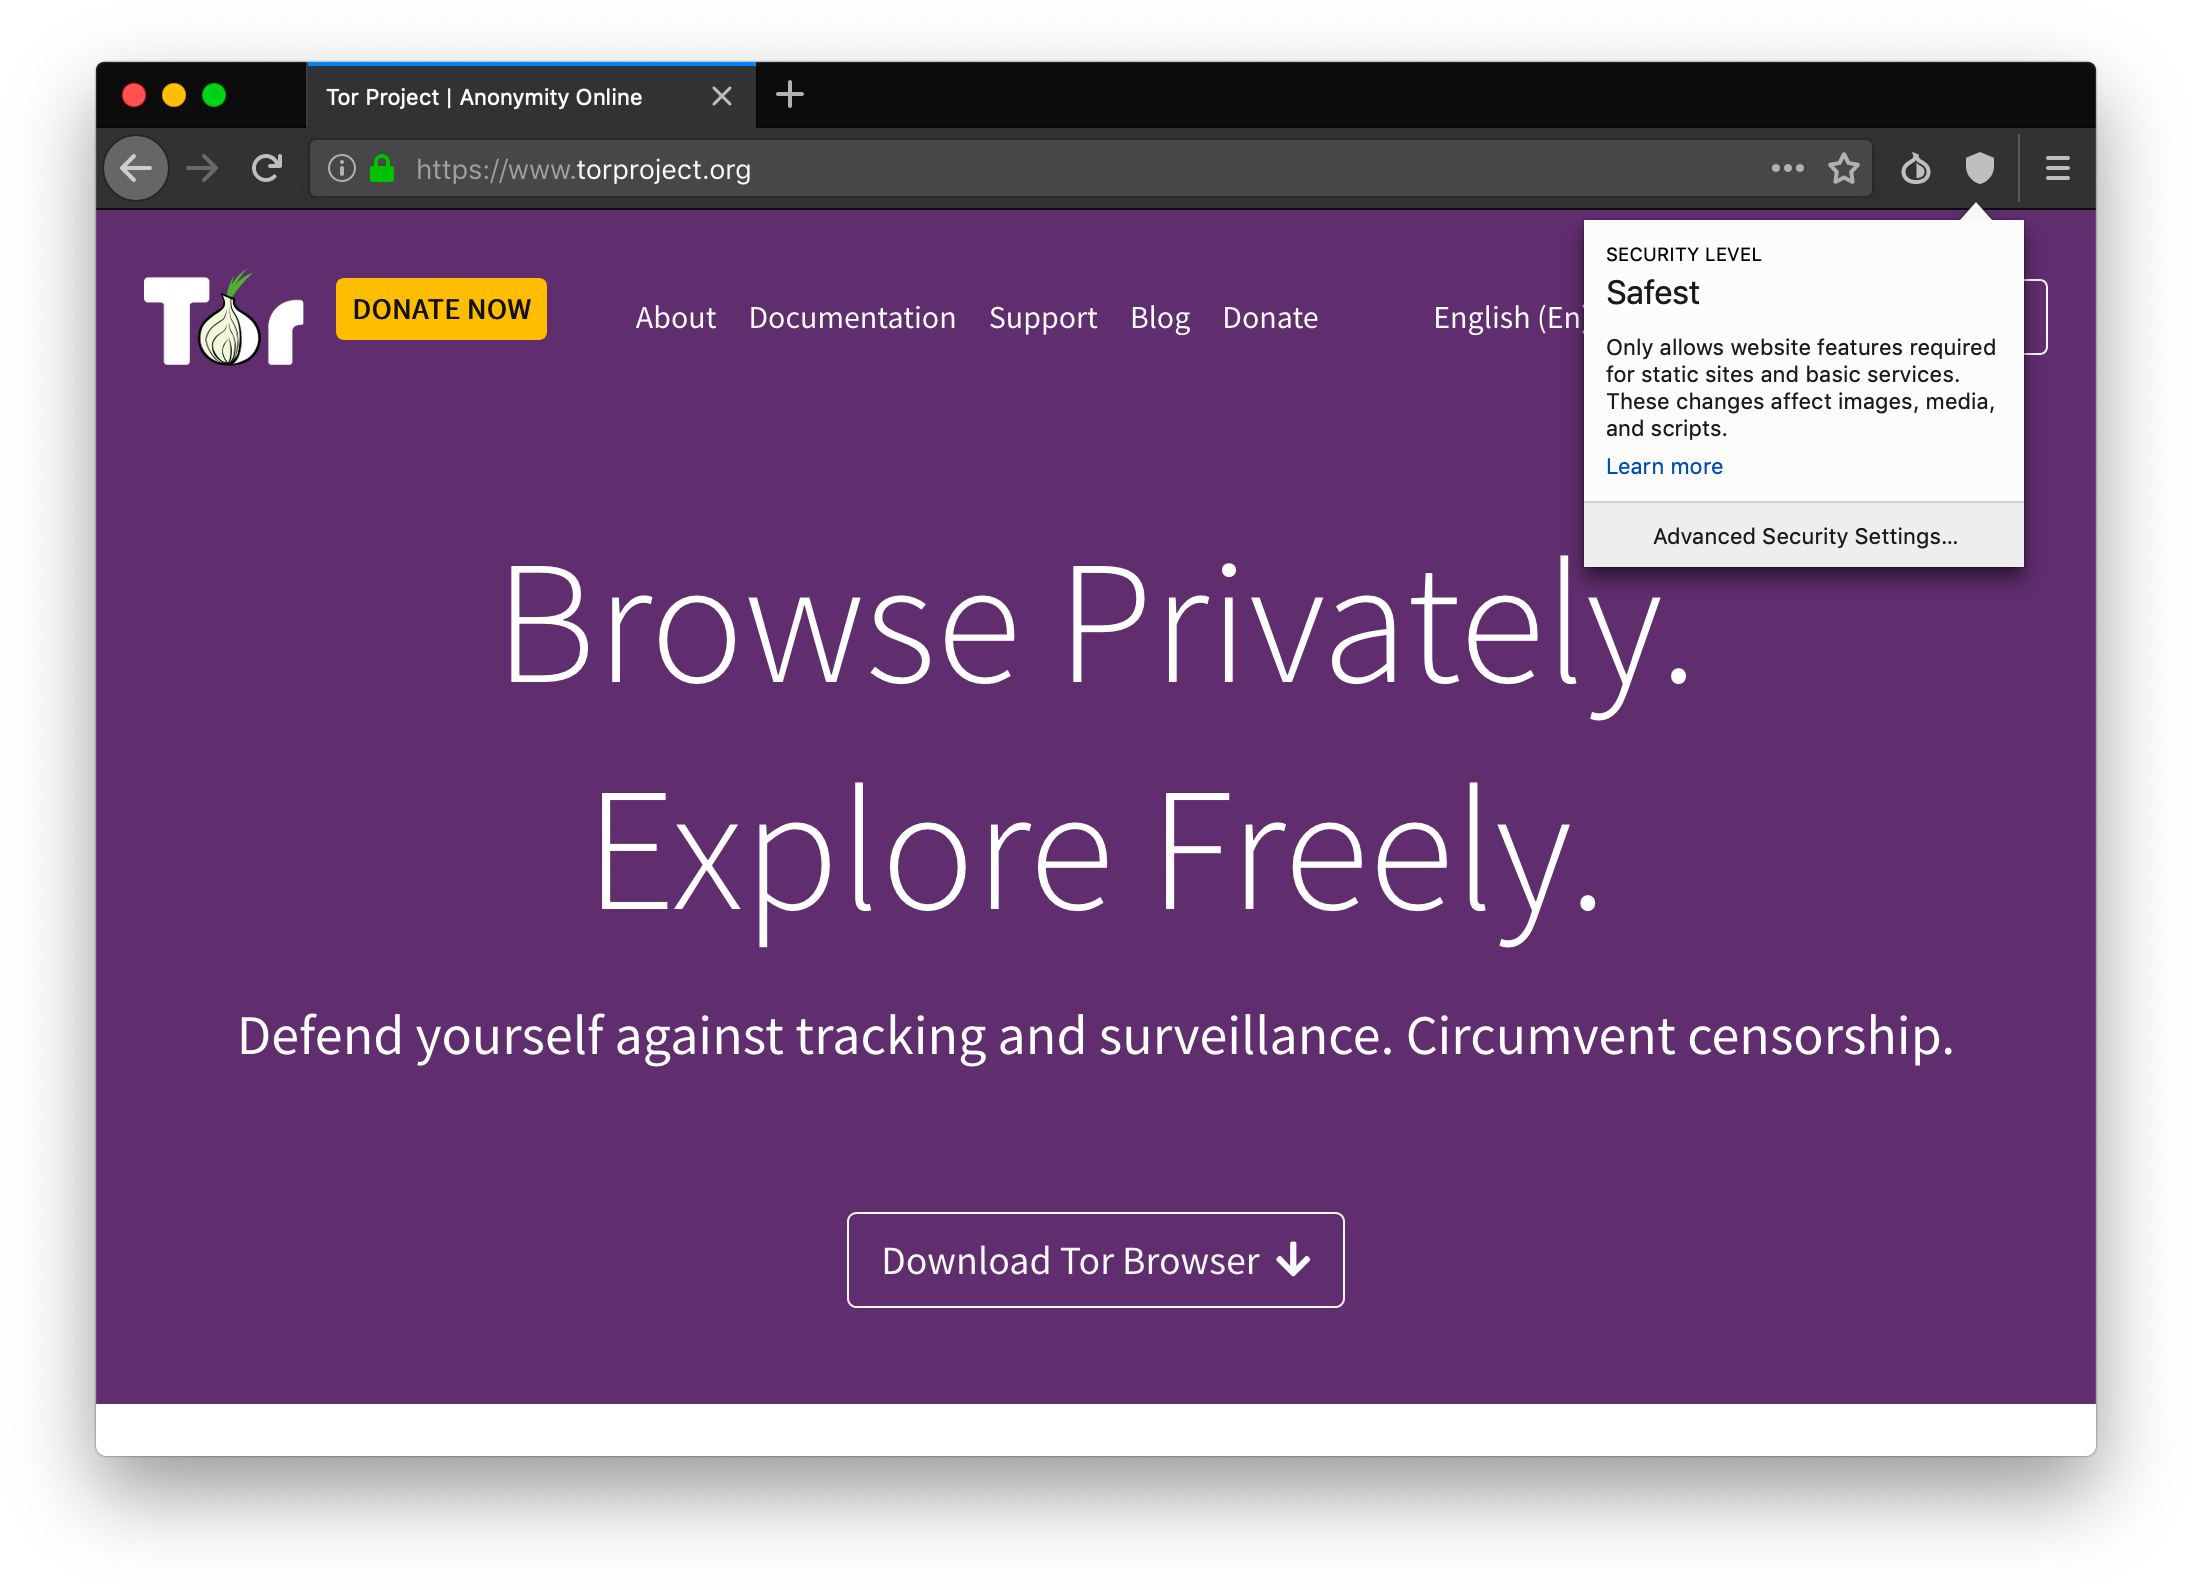 Tor Project | Anonymity Online
https://www.torproject.org
Tor
DONATE NOW
About
Documentation
Support
Blog
Donate
English (En)
SECURITY LEVEL
Safest
Only allows website features required
for static sites and basic services.
These changes affect images, media,
and scripts.
Learn more
Advanced Security Settings...
Browse Privately.
Explore Freely.
Defend yourself against tracking and surveillance. Circumvent censorship.
Download Tor Browser